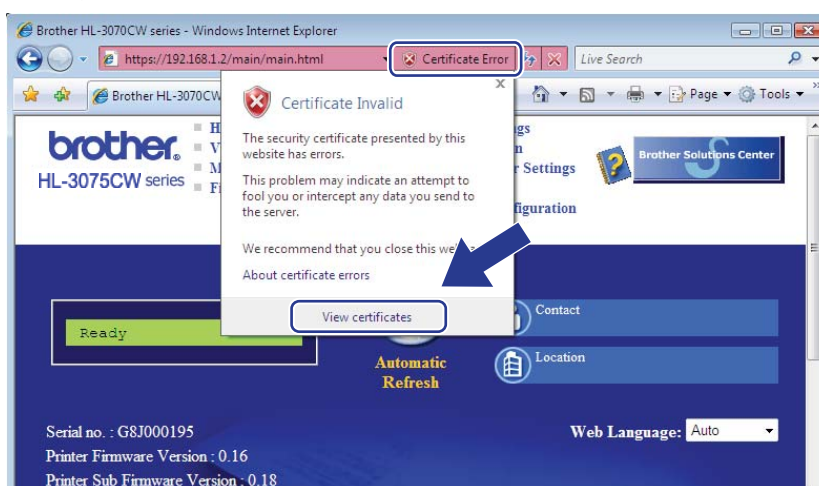 Brother HL-3070CW series - Windows Internet Explorer
https://192.168.1.2/main/main.html
Certificate Error
Live Search
Brother HL-3070CW
Page
Tools
brother.
HL-3075CW series
Certificate Invalid
The security certificate presented by this
website has errors.
This problem may indicate an attempt to
fool you or intercept any data you send to
the server.
We recommend that you close this
About certificate errors
View certificates
Settings
Brother Solutions Center
Ready
Automatic
Refresh
Contact
Location
Serial no. : G8J000195
Printer Firmware Version : 0.16
Printer Sub Firmware Version : 0.18
Web Language: Auto